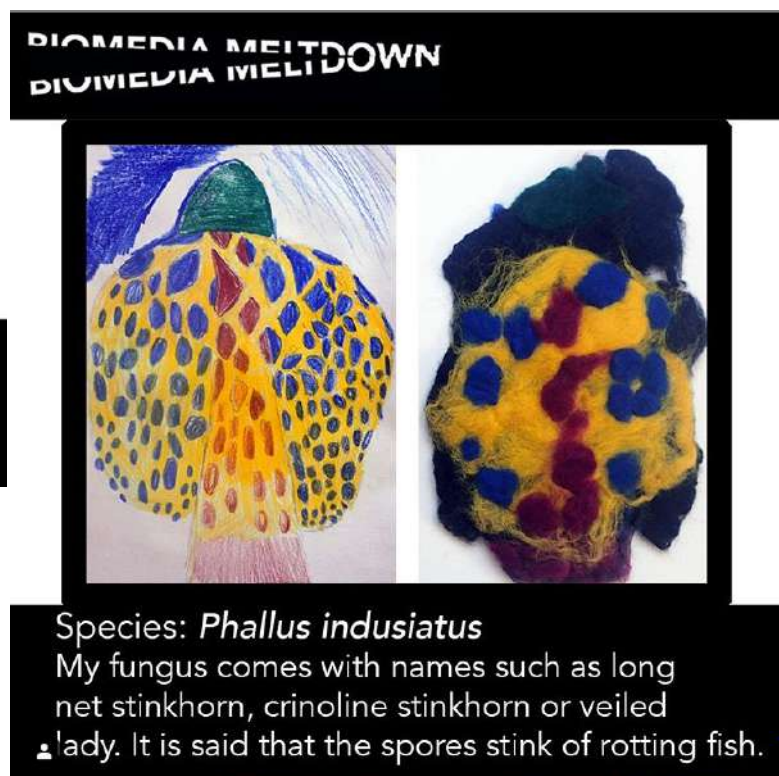 BIOMEDIA MELTDOWN
Species: Phallus indusiatus
My fungus comes with names such as long
net stinkhorn, crinoline stinkhorn or veiled
lady. It is said that the spores stink of rotting fish.